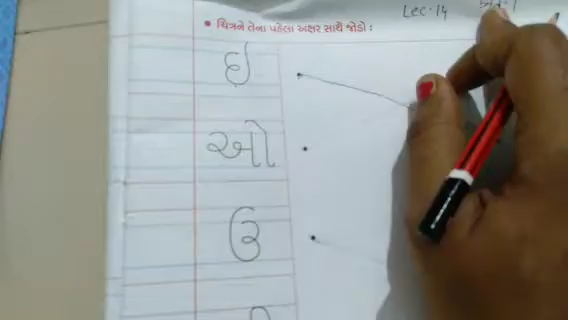 Lec-14
• ચિત્રને તેના પહેલા અક્ષર સાથે જોડો :
ઇ
ઓ
ઉ